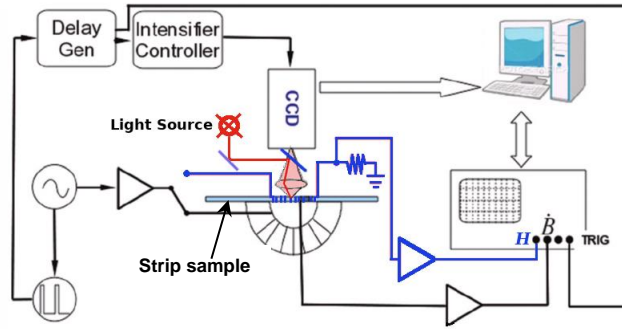 Delay
Gen
Intensifier
Controller
CCD
Light Source
Strip sample
H
Ḃ
TRIG